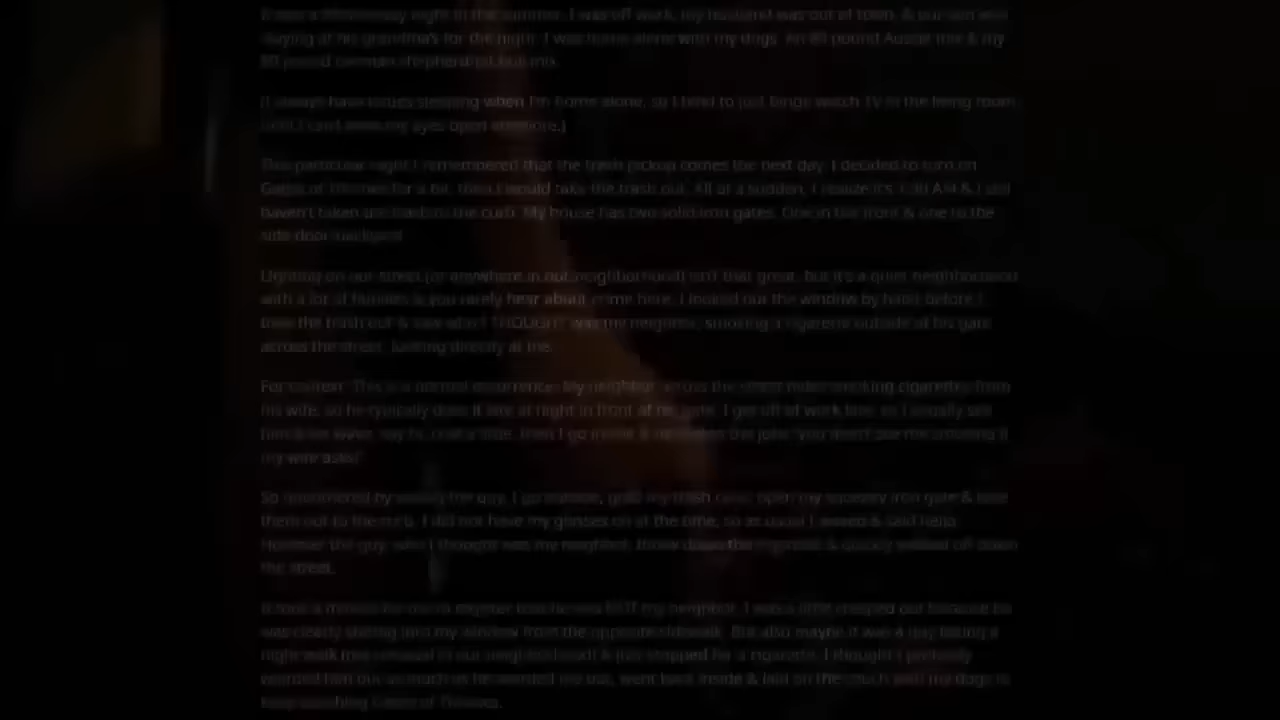 It was a Wednesday night in the summer. I was off work, my husband was out of town, & our son was
staying at his grandma's for the night. I was home alone with my dogs. An 80 pound Aussie mix & my
80 pound German shepherd/pit bull mix.
(I always have issues sleeping when I'm home alone, so I tend to just binge watch TV in the living room
until I can't keep my eyes open anymore.)
This particular night I remembered that the trash pickup comes the next day. I decided to turn on
Game of Thrones for a bit, then I would take the trash out. All of a sudden, I realize it's 1:30 AM & I still
haven't taken the trash to the curb. My house has two solid iron gates. One in the front & one to the
side door
Lighting on our street (or anywhere in our neighborhood) isn't that great, but it's a quiet neighborhood
with a lot of families & you rarely hear about crime here. I looked out the window by habit before I
took the trash out & saw who I THOUGHT was my neighbor, smoking a cigarette outside of his gate
across the street, looking directly at me.
For context: This is a normal occurrence. My neighbor across the street hides smoking cigarettes from
his wife, so he typically does it late at night in front of his gate. I get off of work late so I usually see
him & we wave, say hi, chat a little, then I go inside & he makes the joke "you didn't see me smoking if
my wife asks!"
So unbothered by seeing the guy, I go outside, grab my trash cans, open my squeaky iron gate & take
them out to the curb. I did not have my glasses on at the time, so as usual I waved & said hello.
However the guy, who I thought was my neighbor, threw down the cigarette & quickly walked off down
the street.
It took a minute for me to register that he was NOT my neighbor. I was a little creeped out because he
was clearly staring into my window from the opposite sidewalk. But also maybe it was a guy taking a
night walk (not unusual in our neighborhood) & just stopped for a cigarette. I thought I probably
weirded him out as much as he weirded me out, went back inside & laid on the couch with my dogs to
keep watching Game of Thrones.